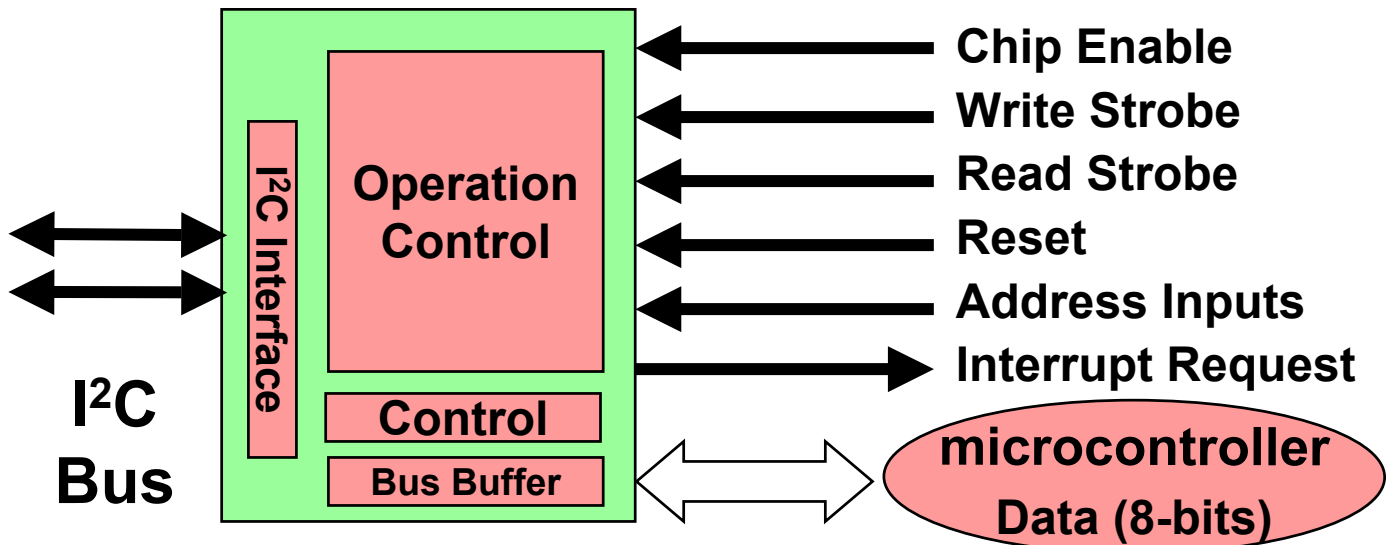 I²C
Bus
I²C Interface
Operation
Control
Control
Bus Buffer
Chip Enable
Write Strobe
Read Strobe
Reset
Address Inputs
Interrupt Request
microcontroller
Data (8-bits)